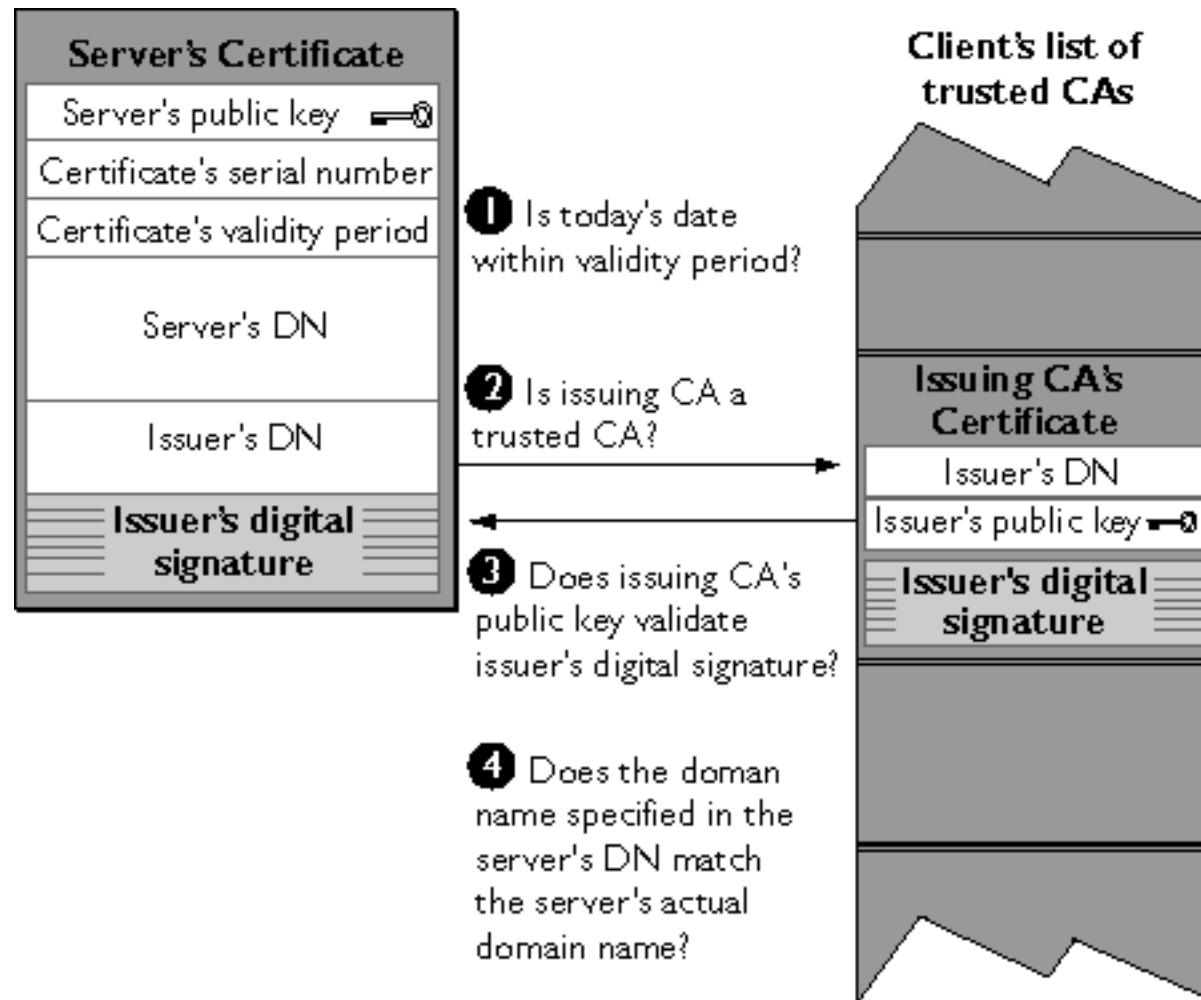 Server's Certificate
Server's public key
Certificate's serial number
Certificate's validity period
Server's DN
Issuer's DN
Issuer's digital
signature
1 Is today's date
within validity period?
2 Is issuing CA a
trusted CA?
3 Does issuing CA's
public key validate
issuer's digital signature?
4 Does the doman
name specified in the
server's DN match
the server's actual
domain name?
Client's list of
trusted CAs
Issuing CA's
Certificate
Issuer's DN
Issuer's public key
Issuer's digital
signature